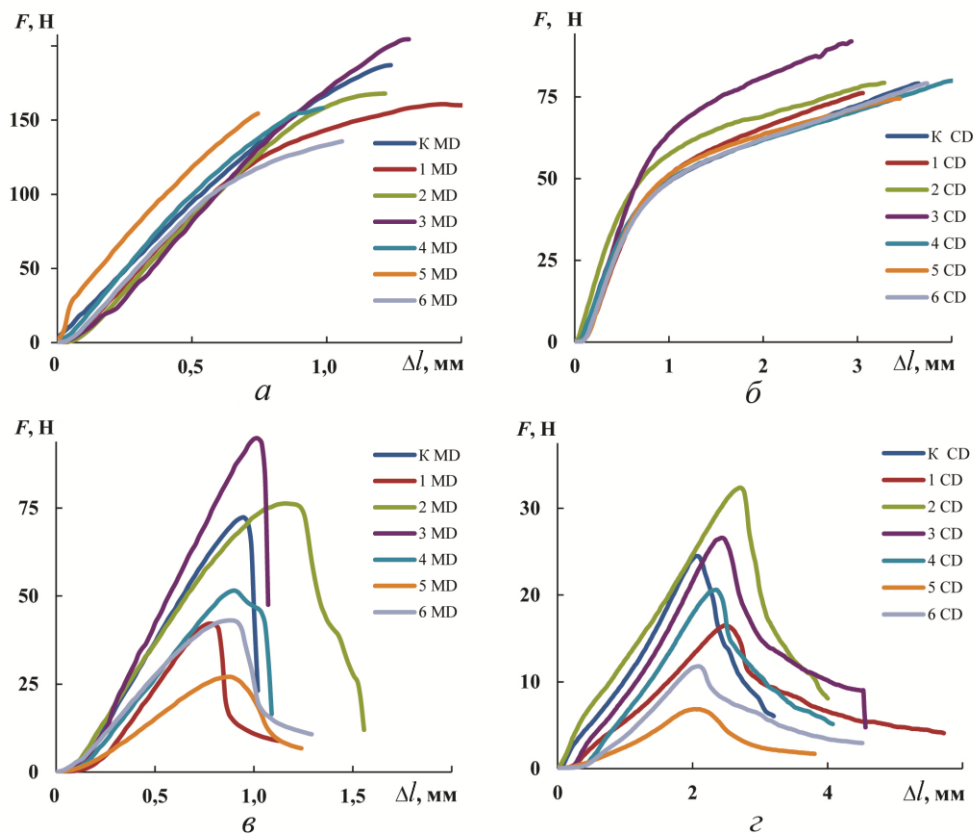 F, Н
150
100
50
0
0
0,5
1,0
Δl, мм
К MD
1 MD
2 MD
3 MD
4 MD
5 MD
6 MD
а
F, Н
75
50
25
0
0
1
2
3
Δl, мм
К CD
1 CD
2 CD
3 CD
4 CD
5 CD
6 CD
б
F, Н
75
50
25
0
0
0,5
1,0
1,5
Δl, мм
К MD
1 MD
2 MD
3 MD
4 MD
5 MD
6 MD
в
F, Н
30
20
10
0
0
2
4
Δl, мм
К CD
1 CD
2 CD
3 CD
4 CD
5 CD
6 CD
г